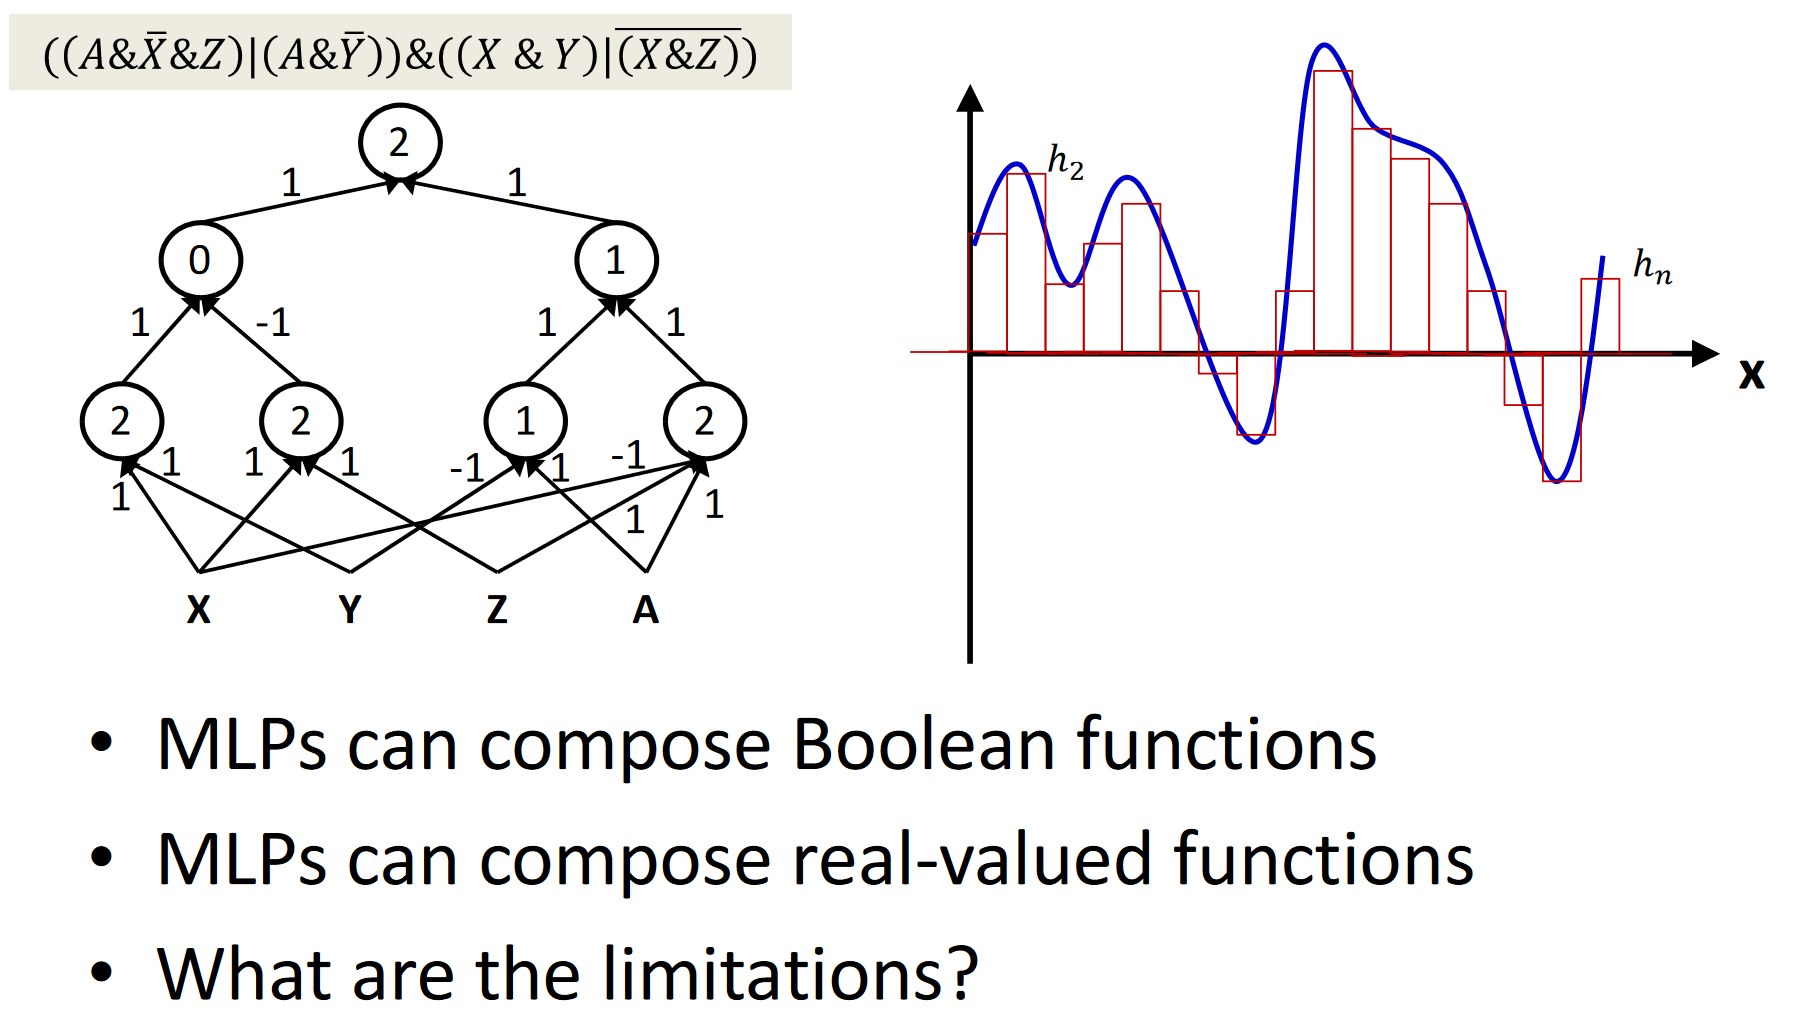 ((A&X̅&Z)|(A&Y̅))&((X & Y)|(X&Z)̅)
2
1 1
0 1
1 -1 1 1
2 2 1 2
1 1 1 1 -1 1 -1 1 1
X Y Z A
h₂
hₙ
X
• MLPs can compose Boolean functions
• MLPs can compose real-valued functions
• What are the limitations?